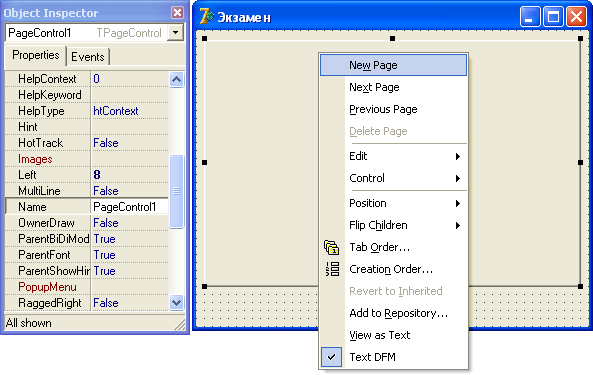 Object Inspector
PageControl1 TPageControl
Properties Events
HelpContext 0
HelpKeyword
HelpType htContext
Hint
HotTrack False
Images
Left 8
MultiLine False
Name PageControl1
OwnerDraw False
ParentBiDiMod True
ParentFont True
ParentShowHir True
PopupMenu
RaggedRight False
All shown
7 Экзамен
New Page
Next Page
Previous Page
Delete Page
Edit
Control
Position
Flip Children
Tab Order...
Creation Order...
Revert to Inherited
Add to Repository...
View as Text
Text DFM